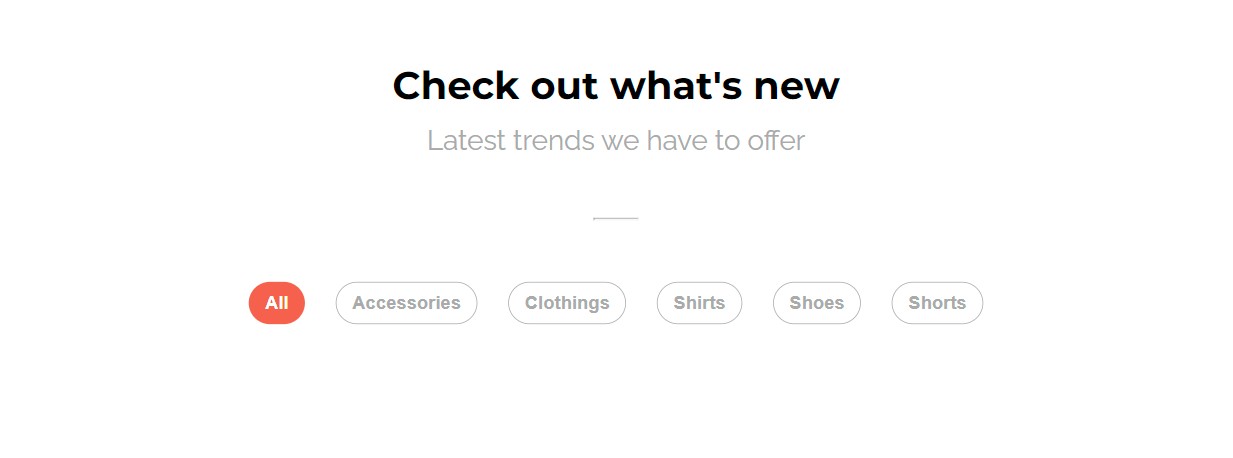 Check out what's new
Latest trends we have to offer
All Accessories Clothings Shirts Shoes Shorts